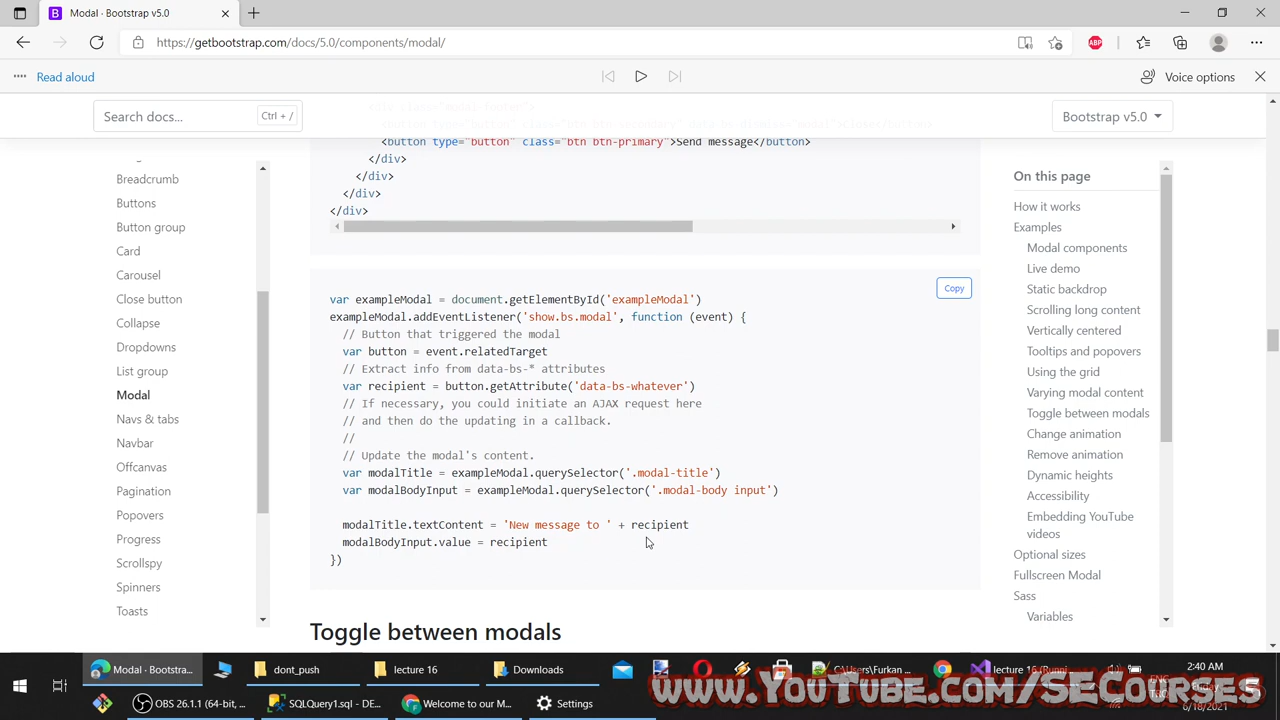 Modal · Bootstrap v5.0
https://getbootstrap.com/docs/5.0/components/modal/
ABP
Read aloud
Voice options
Search docs...
Ctrl + /
Bootstrap v5.0
<button type="button" class="btn btn-primary">Send message</button>
</div>
</div>
</div>
</div>
Breadcrumb
Buttons
Button group
Card
Carousel
Close button
Collapse
Dropdowns
List group
Modal
Navs & tabs
Navbar
Offcanvas
Pagination
Popovers
Progress
Scrollspy
Spinners
Toasts
Copy
var exampleModal = document.getElementById('exampleModal')
exampleModal.addEventListener('show.bs.modal', function (event) {
// Button that triggered the modal
var button = event.relatedTarget
// Extract info from data-bs-* attributes
var recipient = button.getAttribute('data-bs-whatever')
// If necessary, you could initiate an AJAX request here
// and then do the updating in a callback.
//
// Update the modal's content.
var modalTitle = exampleModal.querySelector('.modal-title')
var modalBodyInput = exampleModal.querySelector('.modal-body input')
modalTitle.textContent = 'New message to ' + recipient
modalBodyInput.value = recipient
})
Toggle between modals
On this page
How it works
Examples
Modal components
Live demo
Static backdrop
Scrolling long content
Vertically centered
Tooltips and popovers
Using the grid
Varying modal content
Toggle between modals
Change animation
Remove animation
Dynamic heights
Accessibility
Embedding YouTube
videos
Optional sizes
Fullscreen Modal
Sass
Variables
Modal · Bootstra...
dont_push
lecture 16
Downloads
C:\Users\Furkan ...
lecture 16 (Runni...
2:40 AM
Friday
6/18/2021
OBS 26.1.1 (64-bit, ...
SQLQuery1.sql - DE...
Welcome to our M...
Settings
www.YouTube.com/SECourses